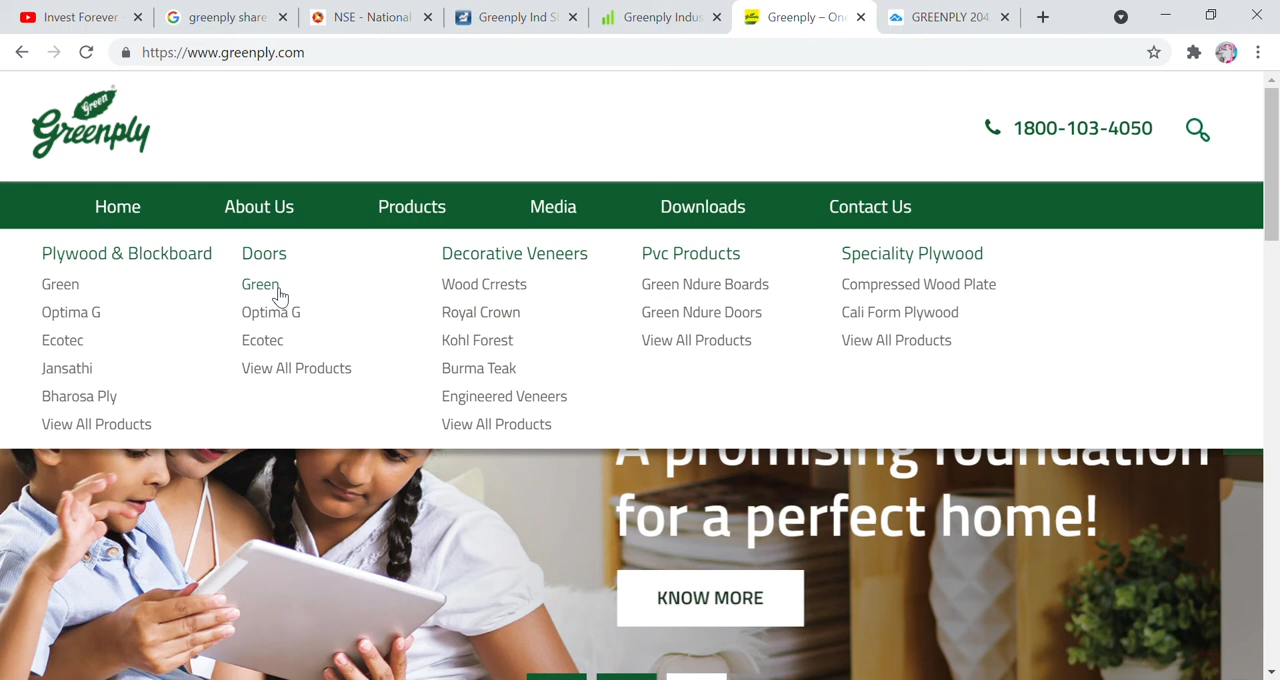 Invest Forever
greenply share
NSE - National
Greenply Ind S
Greenply Indus
Greenply – On
GREENPLY 204
https://www.greenply.com
Green
Greenply
1800-103-4050
Home
About Us
Products
Media
Downloads
Contact Us
Plywood & Blockboard
Green
Optima G
Ecotec
Jansathi
Bharosa Ply
View All Products
Doors
Green
Optima G
Ecotec
View All Products
Decorative Veneers
Wood Crrests
Royal Crown
Kohl Forest
Burma Teak
Engineered Veneers
View All Products
Pvc Products
Green Ndure Boards
Green Ndure Doors
View All Products
Speciality Plywood
Compressed Wood Plate
Cali Form Plywood
View All Products
A promising foundation
for a perfect home!
KNOW MORE